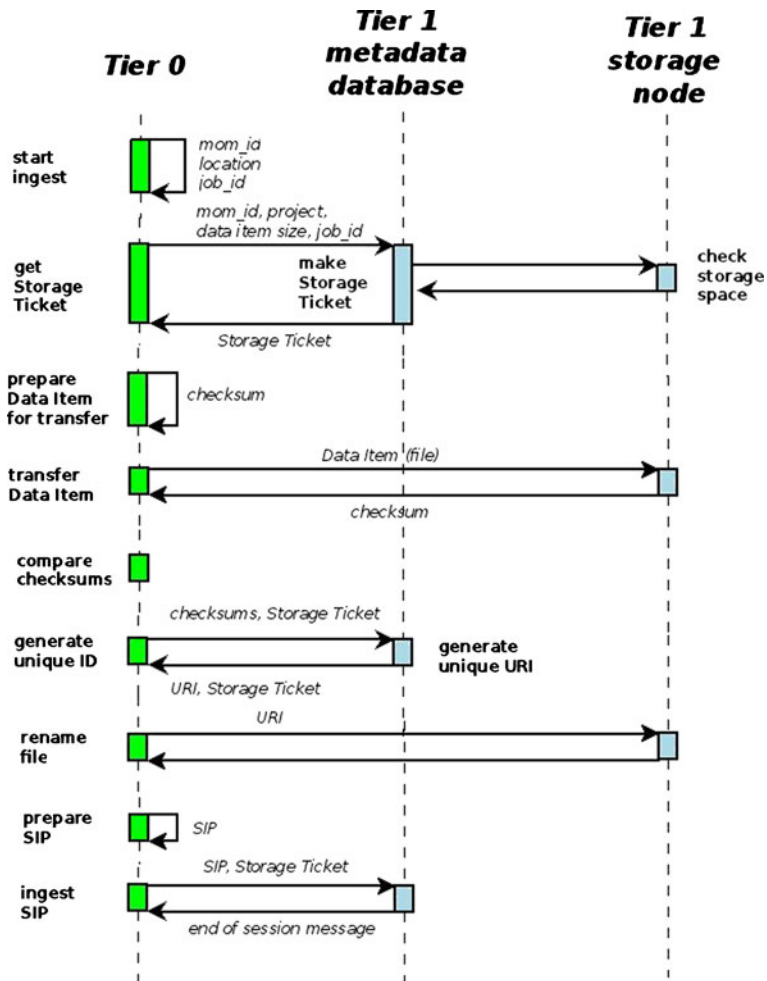 Tier 0
Tier 1
metadata
database
Tier 1
storage
node
start
ingest
mom_id
location
job_id
mom_id, project,
data item size, job_id
get
Storage
Ticket
make
Storage
Ticket
check
storage
space
Storage Ticket
prepare
Data Item
for transfer
checksum
transfer
Data Item
Data Item (file)
checksum
compare
checksums
checksums, Storage Ticket
generate
unique ID
generate
unique URI
URI, Storage Ticket
URI
rename
file
prepare
SIP
SIP
SIP, Storage Ticket
ingest
SIP
end of session message